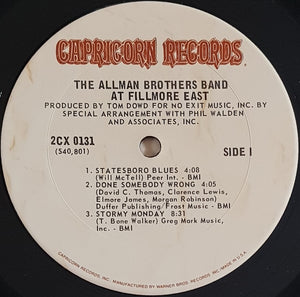 CAPRICORN RECORDS
THE ALLMAN BROTHERS BAND
AT FILLMORE EAST
PRODUCED BY TOM DOWD FOR NO EXIT MUSIC, INC. BY
SPECIAL ARRANGEMENT WITH PHIL WALDEN
AND ASSOCIATES, INC.
2CX 0131
(S40,801)
SIDE 1
1. STATESBORO BLUES 4:08
(Will McTell) Peer Int. - BMI
2. DONE SOMEBODY WRONG 4:05
(David C. Thomas, Clarence Lewis,
Elmore James, Morgan Robinson)
Duffer Publishing/Frost Music - BMI
3. STORMY MONDAY 8:31
(T. Bone Walker) Greg Mark Music,
Inc. - BMI
CAPRICORN RECORDS, INC. MANUFACTURED BY WARNER BROS. RECORDS INC. MADE IN U.S.A.